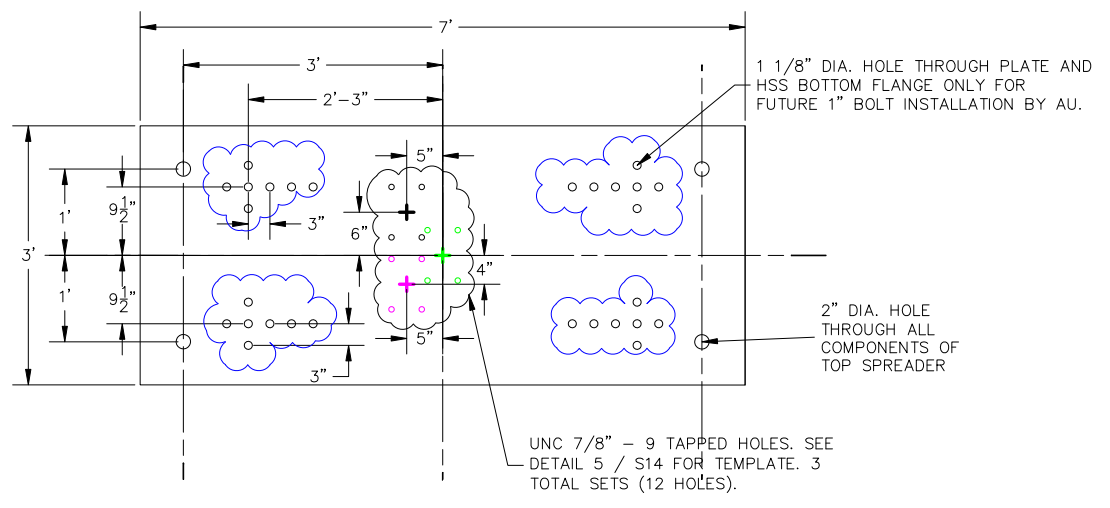 7'
3'
2'-3"
1 1/8" DIA. HOLE THROUGH PLATE AND
HSS BOTTOM FLANGE ONLY FOR
FUTURE 1" BOLT INSTALLATION BY AU.
5"
1'
9 1/2"
3"
6"
3'
4"
1'
9 1/2"
5"
3"
2" DIA. HOLE
THROUGH ALL
COMPONENTS OF
TOP SPREADER
UNC 7/8" - 9 TAPPED HOLES. SEE
DETAIL 5 / S14 FOR TEMPLATE. 3
TOTAL SETS (12 HOLES).